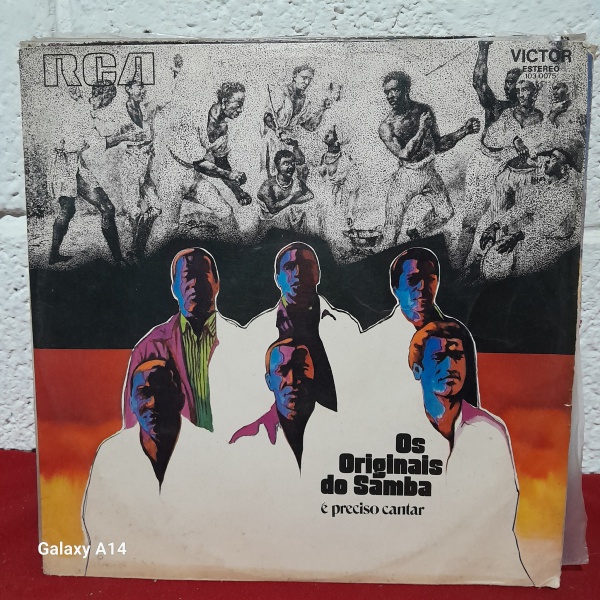 RCA
VICTOR
ESTEREO
103.0075
Os
Originais
do Samba
é preciso cantar
Galaxy A14